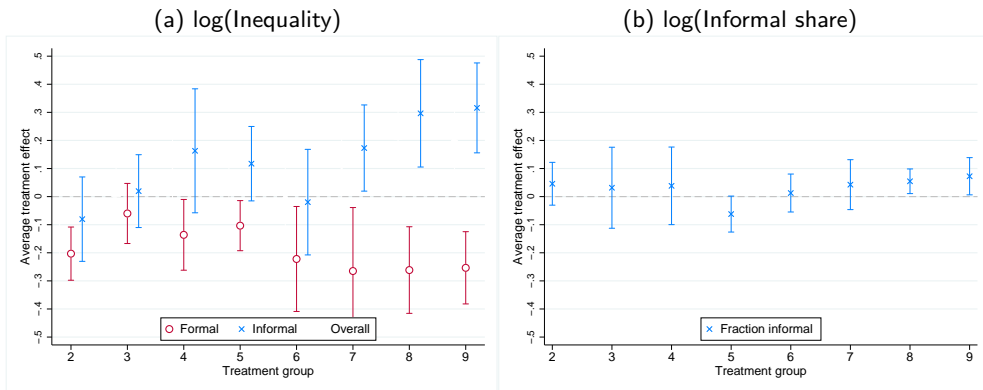 (a) log(Inequality)
(b) log(Informal share)
Average treatment effect
.5
.4
.3
.2
.1
0
-.1
-.2
-.3
-.4
-.5
Formal Informal Overall
2 3 4 5 6 7 8 9
Treatment group
Average treatment effect
.5
.4
.3
.2
.1
0
-.1
-.2
-.3
-.4
-.5
Fraction informal
2 3 4 5 6 7 8 9
Treatment group